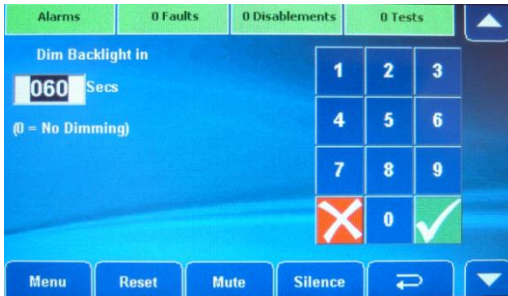 Alarms 0 Faults 0 Disablements 0 Tests
Dim Backlight in
060 Secs
(0 = No Dimming)
1 2 3
4 5 6
7 8 9
0
Menu Reset Mute Silence